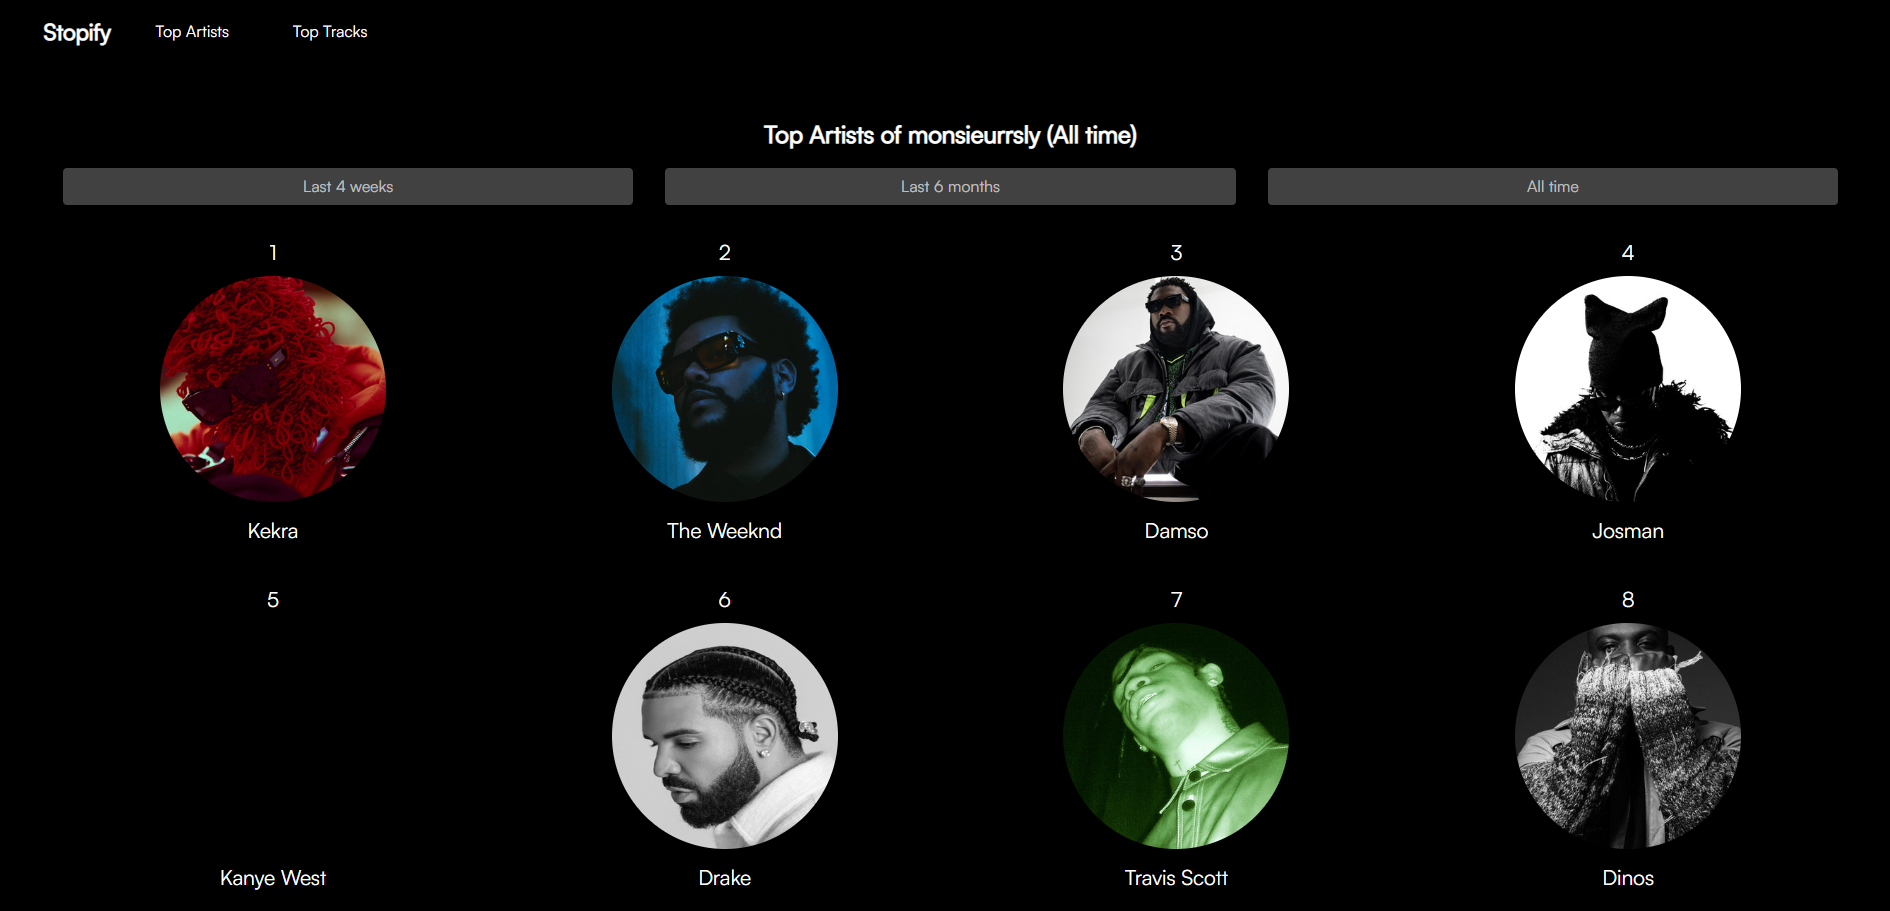 Stopify Top Artists Top Tracks
Top Artists of monsieurrsly (All time)
Last 4 weeks Last 6 months All time
1 2 3 4
Kekra The Weeknd Damso Josman
5 6 7 8
Kanye West Drake Travis Scott Dinos